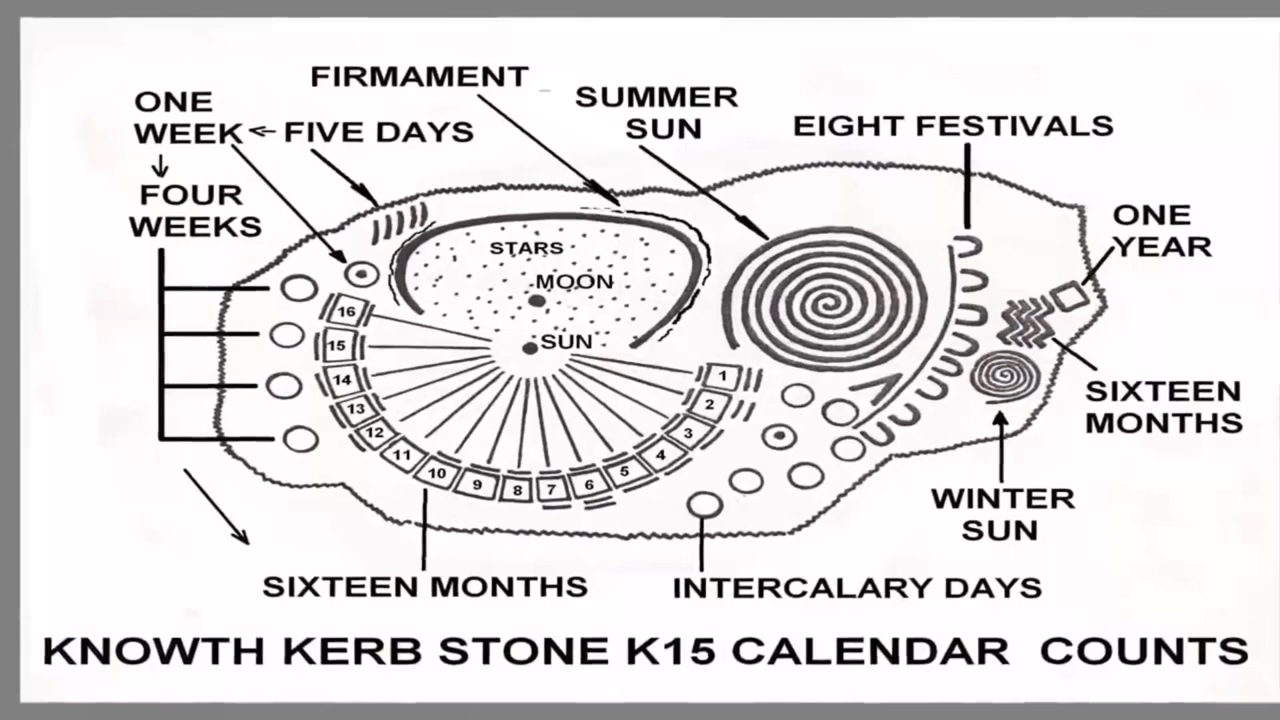 FIRMAMENT
SUMMER
SUN
ONE
WEEK
FIVE DAYS
EIGHT FESTIVALS
FOUR
WEEKS
ONE
YEAR
STARS
MOON
SUN
16
15
14
13
12
11
10
9
8
7
6
5
4
3
2
1
SIXTEEN
MONTHS
WINTER
SUN
SIXTEEN MONTHS
INTERCALARY DAYS
KNOWTH KERB STONE K15 CALENDAR COUNTS